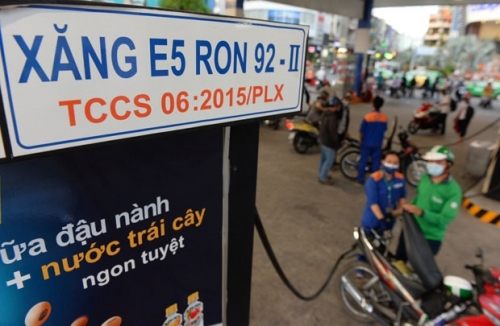 XĂNG E5 RON 92 - II
TCCS 06:2015/PLX
ữa đậu nành
+ nước trái cây
ngon tuyệt